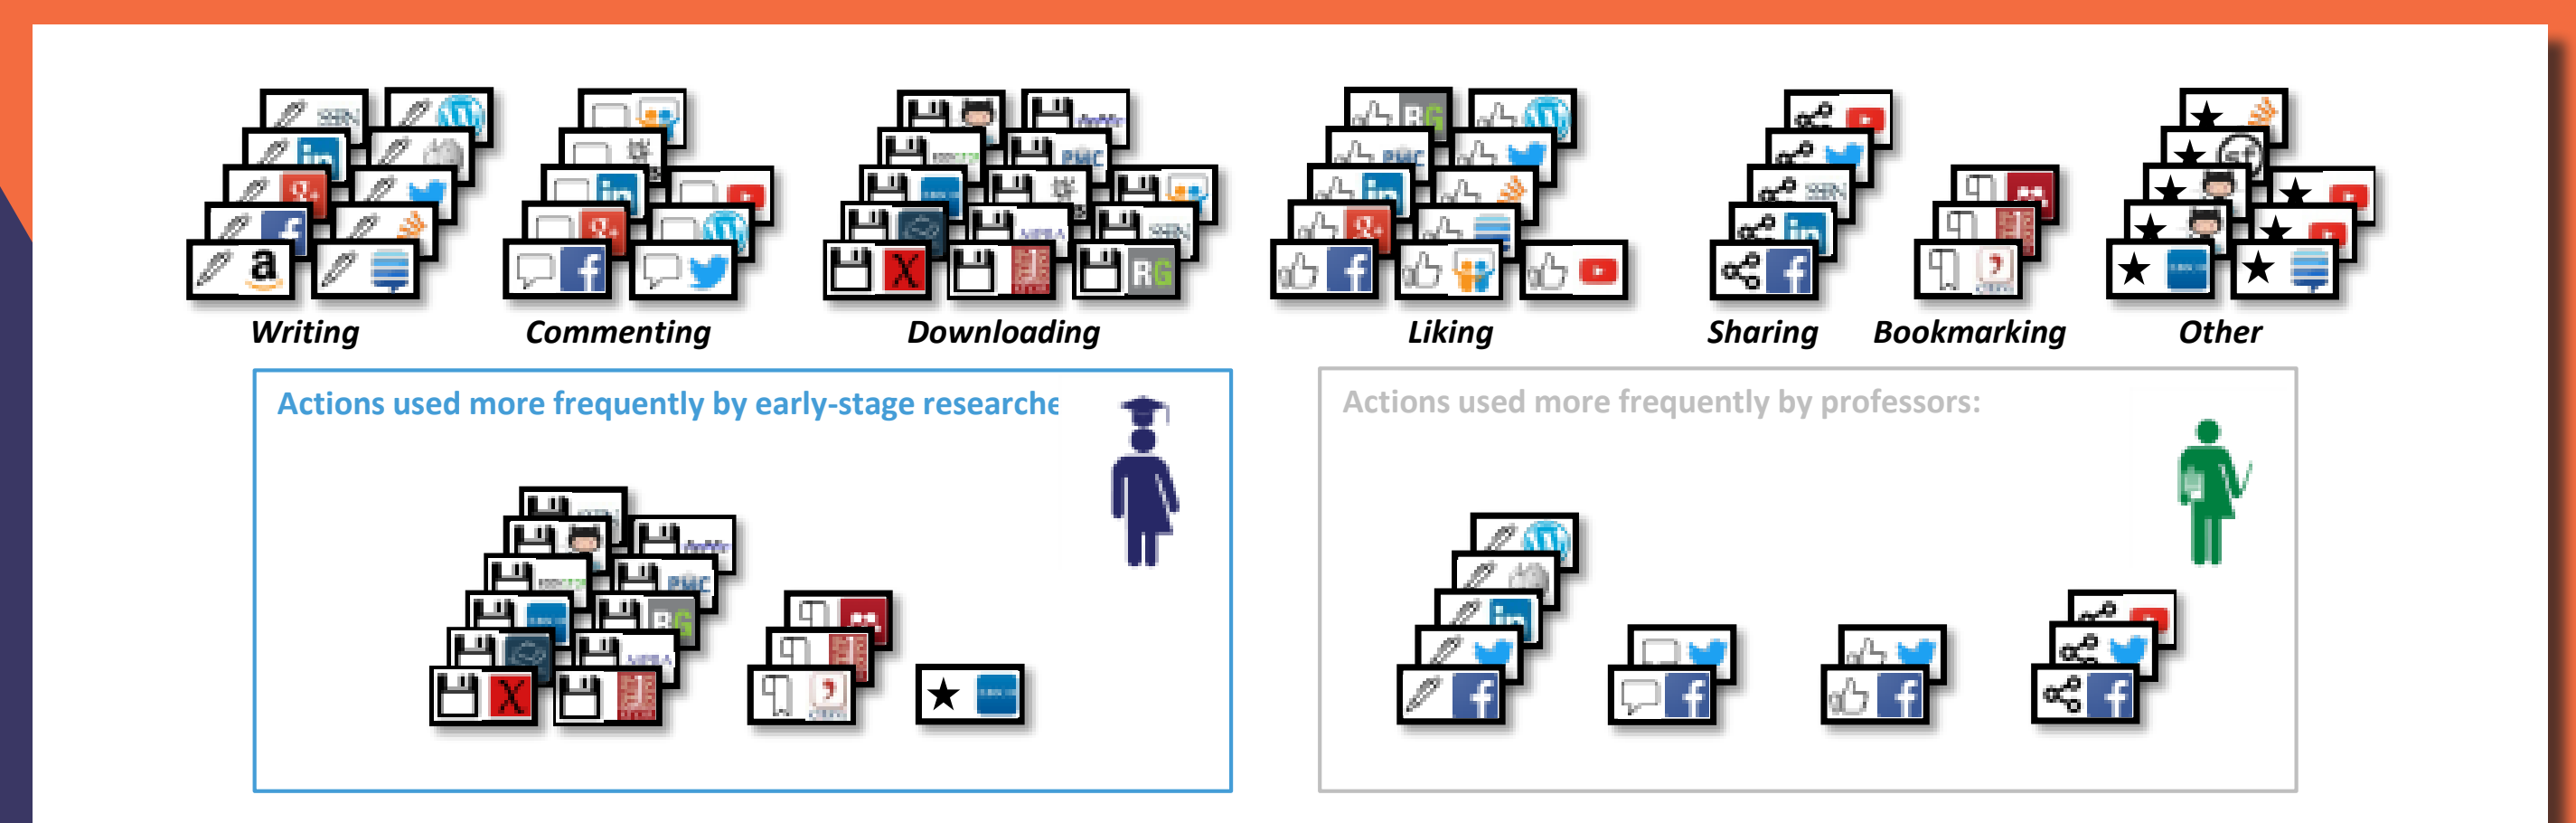 Writing Commenting Downloading Liking Sharing Bookmarking Other
Actions used more frequently by early-stage researche
Actions used more frequently by professors: